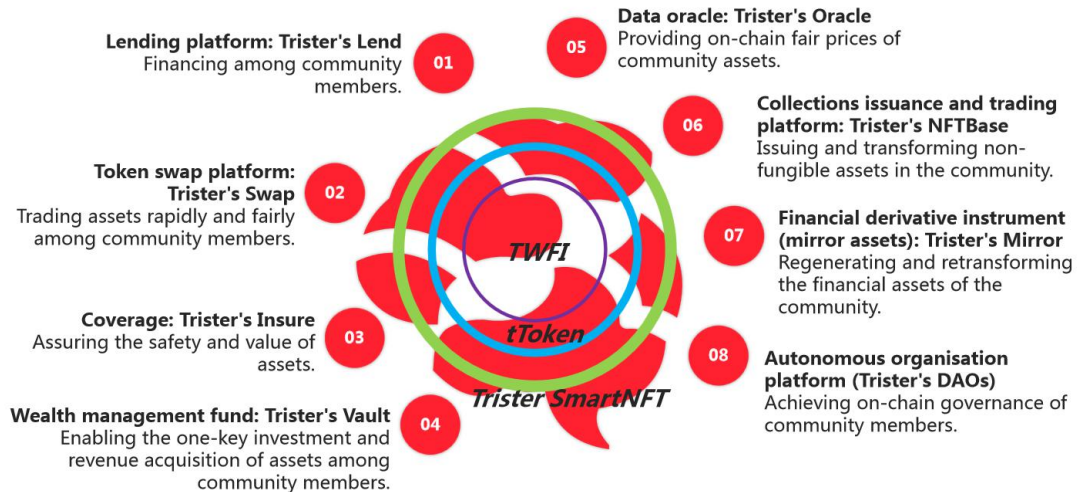 Lending platform: Trister's Lend
Financing among community
members.
01
Token swap platform:
Trister's Swap
Trading assets rapidly and fairly
among community members.
02
Coverage: Trister's Insure
Assuring the safety and value of
assets.
03
Wealth management fund: Trister's Vault
Enabling the one-key investment and
revenue acquisition of assets among
community members.
04
TWFI
tToken
Trister SmartNFT
05
Data oracle: Trister's Oracle
Providing on-chain fair prices of
community assets.
06
Collections issuance and trading
platform: Trister's NFTBase
Issuing and transforming non-
fungible assets in the community.
07
Financial derivative instrument
(mirror assets): Trister's Mirror
Regenerating and retransforming
the financial assets of the
community.
08
Autonomous organisation
platform (Trister's DAOs)
Achieving on-chain governance of
community members.